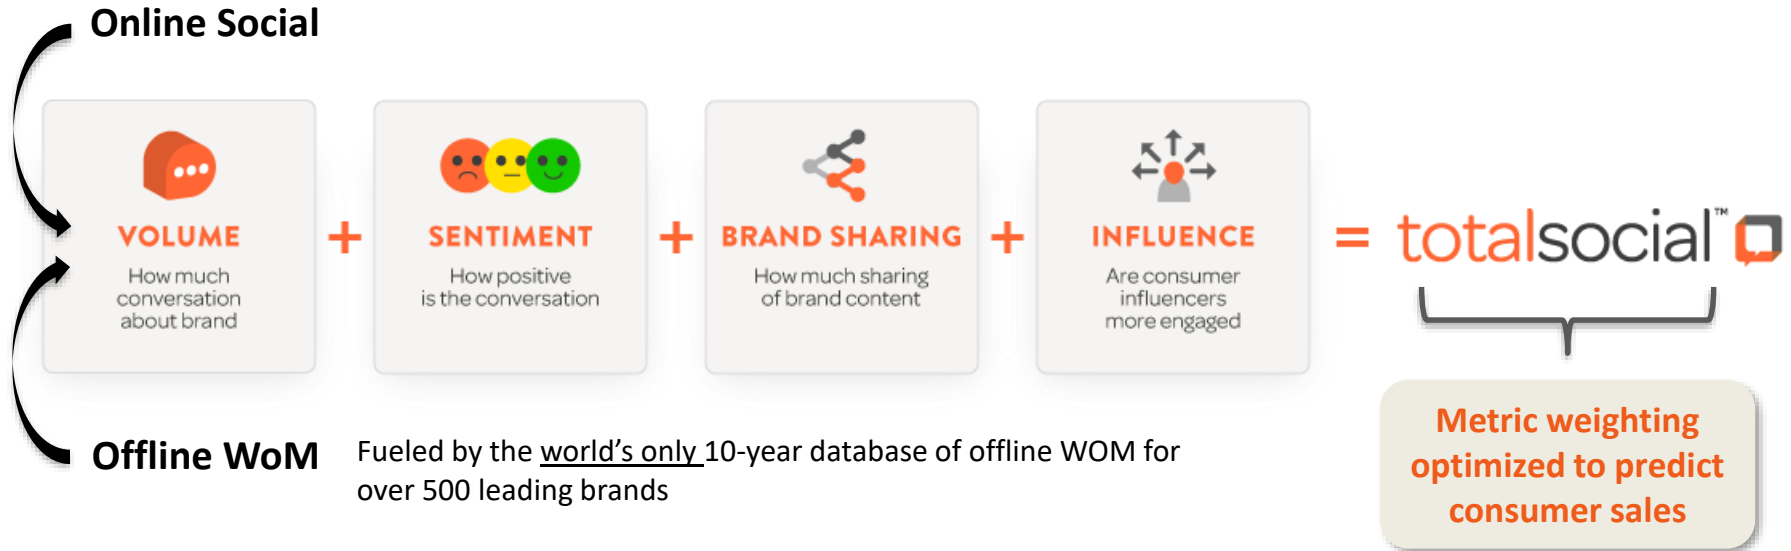 Online Social
VOLUME
How much
conversation
about brand
+
SENTIMENT
How positive
is the conversation
+
BRAND SHARING
How much sharing
of brand content
+
INFLUENCE
Are consumer
influencers
more engaged
=
totalsocial™
Offline WoM
Fueled by the world's only 10-year database of offline WOM for
over 500 leading brands
Metric weighting
optimized to predict
consumer sales